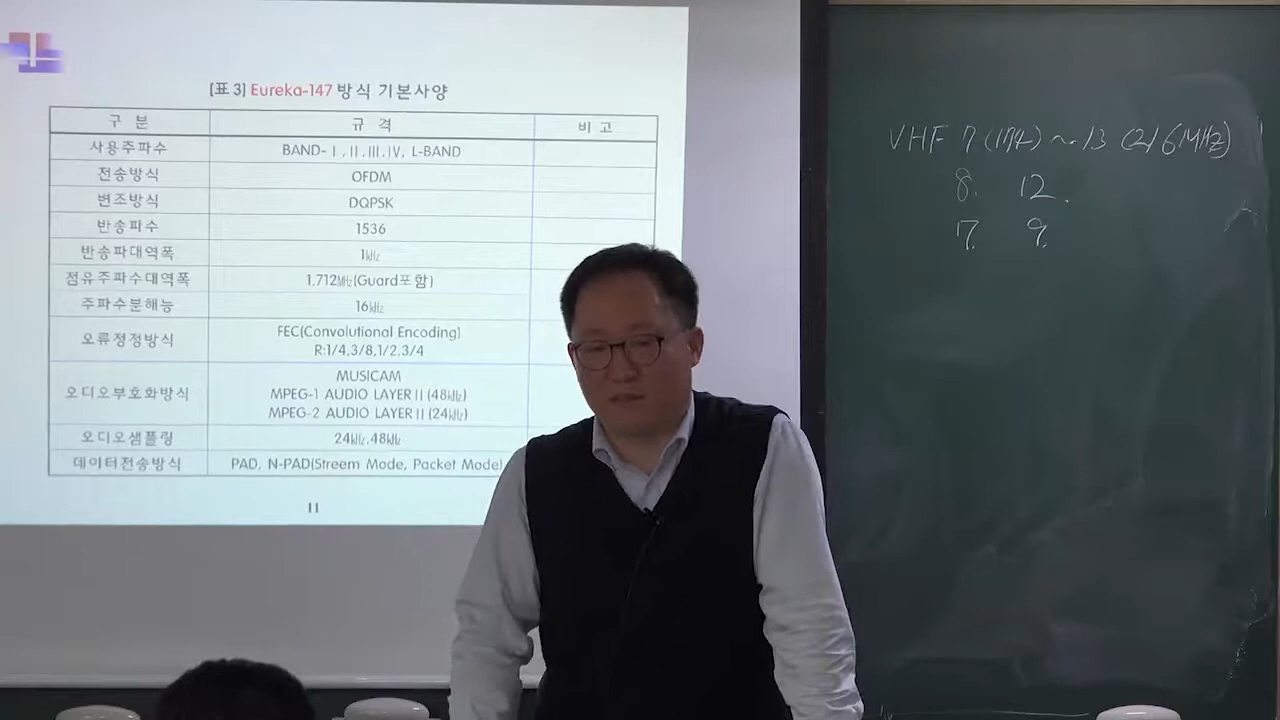 [표 3] Eureka-147 방식 기본사양
구 분 규 격 비 고
사용주파수 BAND-Ⅰ,Ⅱ,Ⅲ,Ⅳ, L-BAND
전송방식 OFDM
변조방식 DQPSK
반송파수 1536
반송파대역폭 1㎑
점유주파수대역폭 1.712㎒(Guard포함)
주파수분해능 16㎑
오류정정방식 FEC(Convolutional Encoding)
R:1/4,3/8,1/2,3/4
오디오부호화방식 MUSICAM
MPEG-1 AUDIO LAYERⅡ(48㎑)
MPEG-2 AUDIO LAYERⅡ(24㎑)
오디오샘플링 24㎑,48㎑
데이터전송방식 PAD, N-PAD(Streem Mode, Packet Mode)
11
VHF 7 (174) ~ 13 (216MHz)
8. 12.
7. 9.